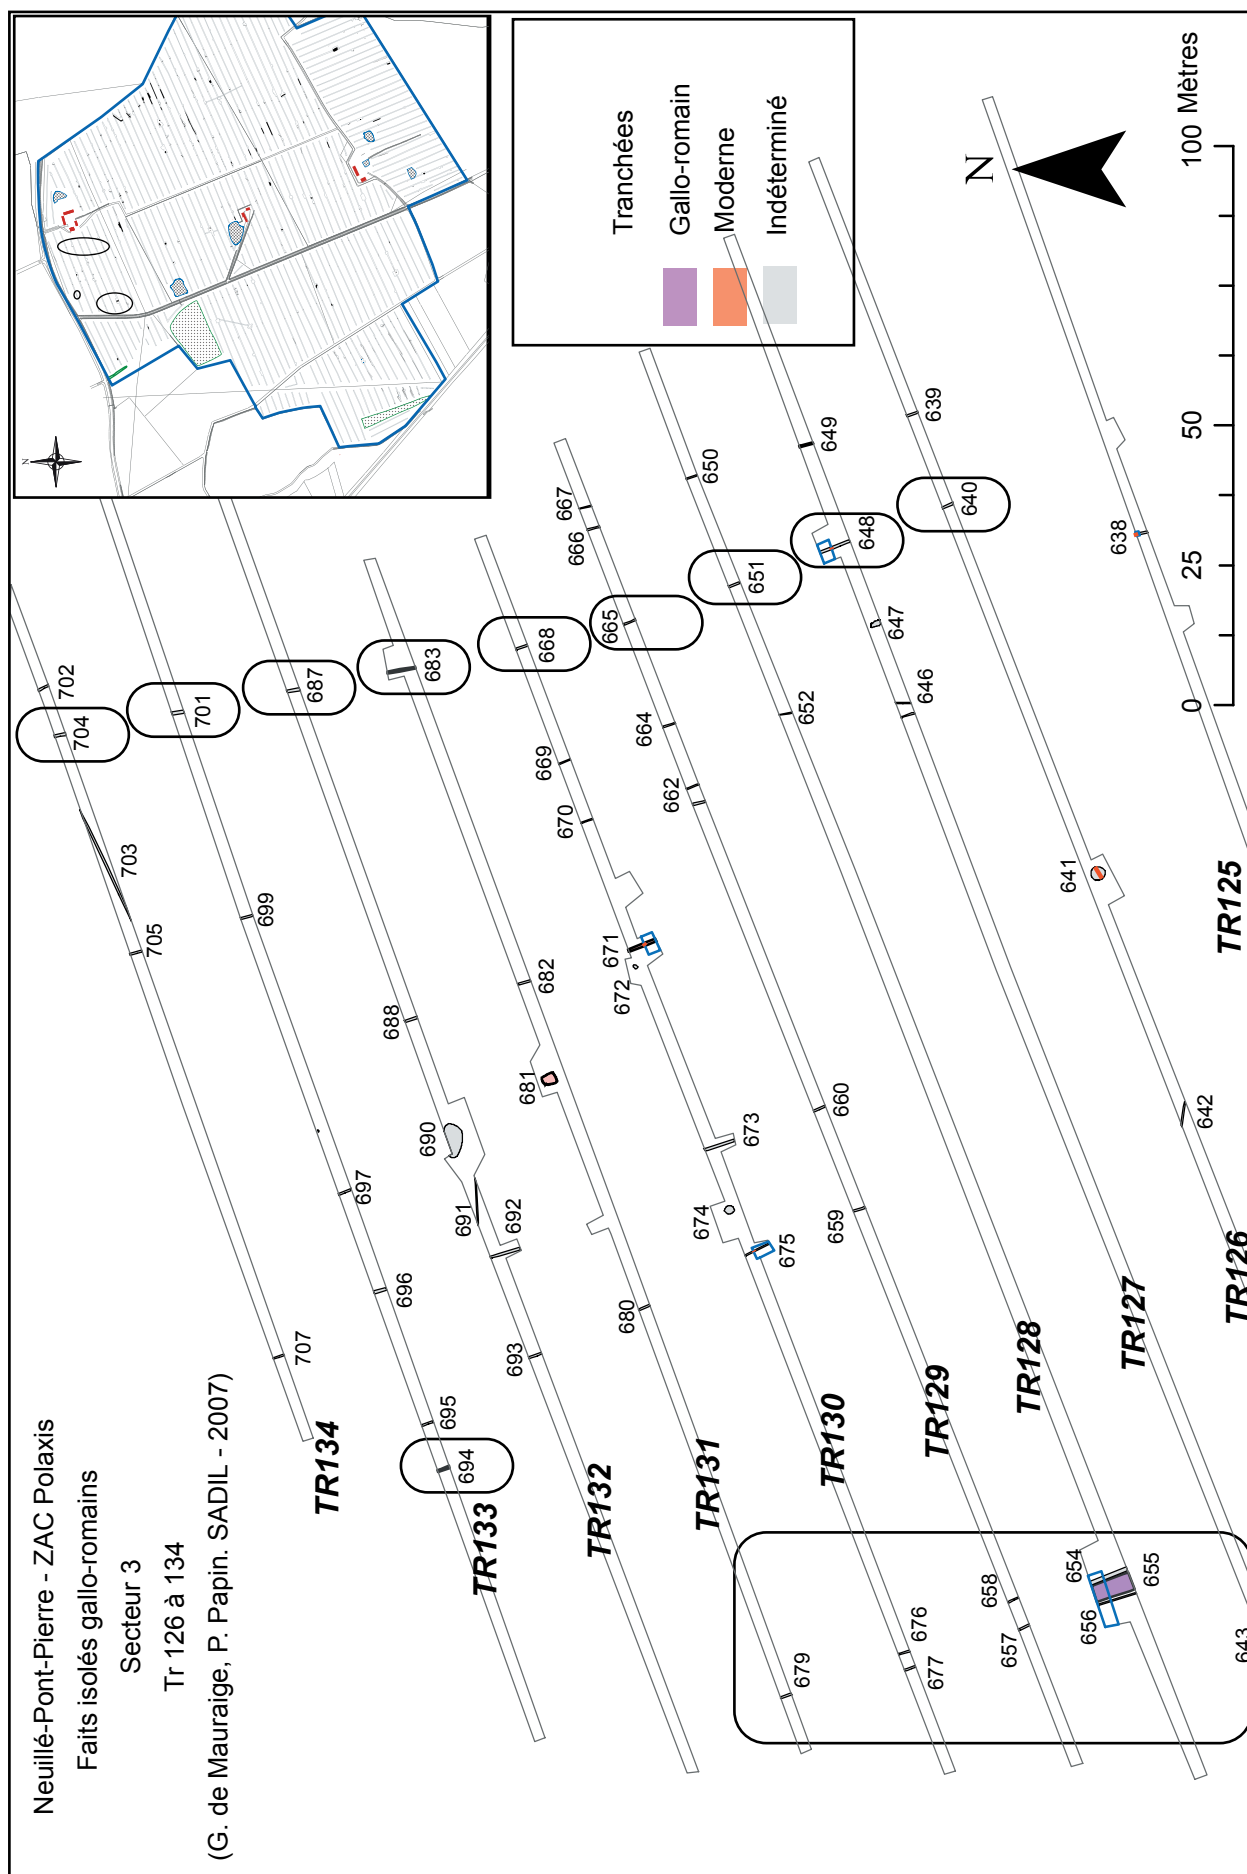 Neuillé-Pont-Pierre - ZAC Polaxis
Faits isolés gallo-romains
Secteur 3
Tr 126 à 134
(G. de Mauraige, P. Papin. SADIL - 2007)
N
Tranchées
Gallo-romain
Moderne
Indéterminé
N
0 25 50 100 Mètres
702
704
703
705
707
TR134
701
699
697
696
695
694
TR133
687
688
690
691
692
693
TR132
683
682
681
680
679
TR131
668
669
670
671
672
673
674
675
676
677
TR130
667
666
665
664
662
660
659
658
657
TR129
650
651
652
654
655
656
TR128
649
648
647
646
643
TR127
639
640
641
642
TR126
638
TR125